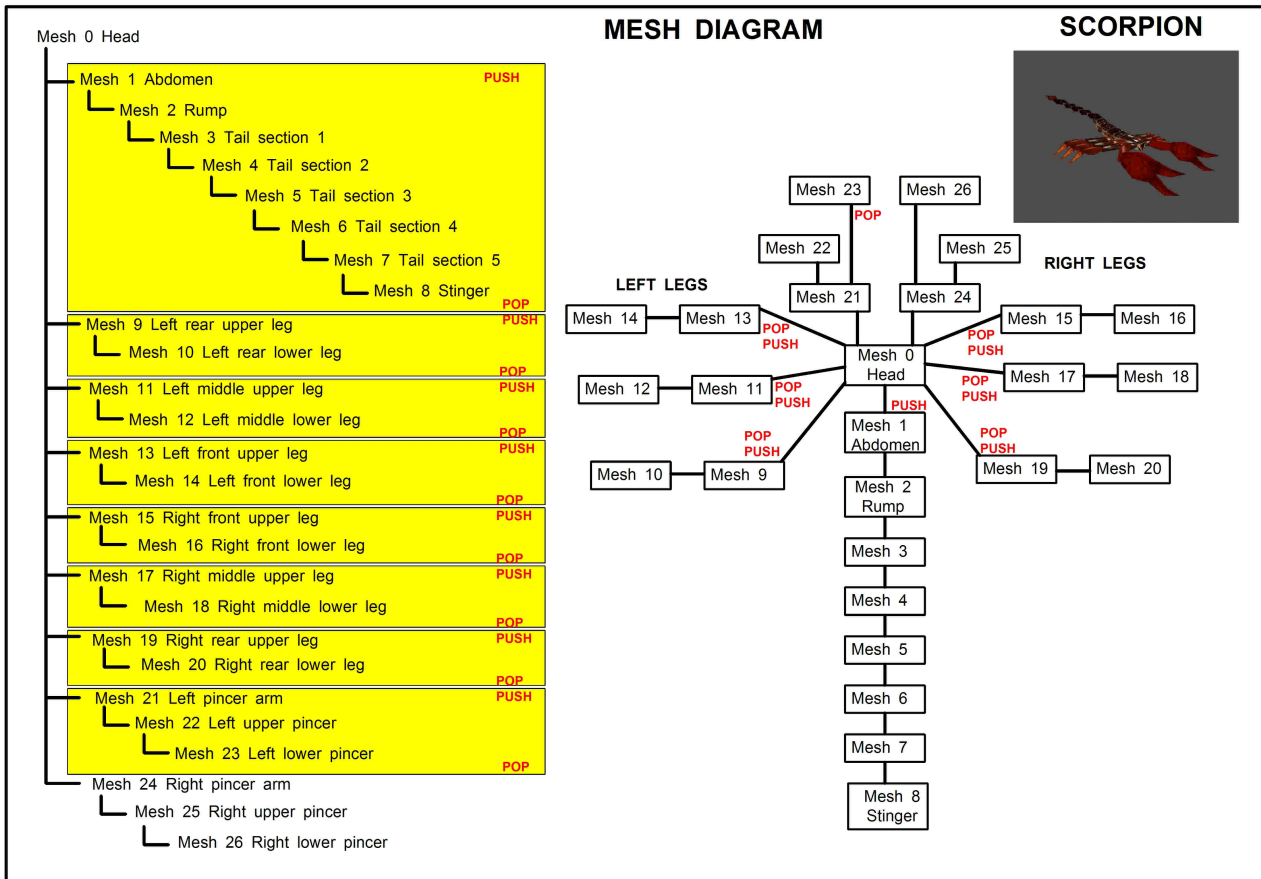 MESH DIAGRAM
SCORPION
Mesh 0 Head
Mesh 1 Abdomen PUSH
Mesh 2 Rump
Mesh 3 Tail section 1
Mesh 4 Tail section 2
Mesh 5 Tail section 3
Mesh 6 Tail section 4
Mesh 7 Tail section 5
Mesh 8 Stinger
POP
Mesh 9 Left rear upper leg PUSH
Mesh 10 Left rear lower leg
POP
Mesh 11 Left middle upper leg PUSH
Mesh 12 Left middle lower leg
POP
Mesh 13 Left front upper leg PUSH
Mesh 14 Left front lower leg
POP
Mesh 15 Right front upper leg PUSH
Mesh 16 Right front lower leg
POP
Mesh 17 Right middle upper leg PUSH
Mesh 18 Right middle lower leg
POP
Mesh 19 Right rear upper leg PUSH
Mesh 20 Right rear lower leg
POP
Mesh 21 Left pincer arm PUSH
Mesh 22 Left upper pincer
Mesh 23 Left lower pincer
POP
Mesh 24 Right pincer arm
Mesh 25 Right upper pincer
Mesh 26 Right lower pincer
Mesh 23
Mesh 26
POP
Mesh 22
Mesh 25
LEFT LEGS
RIGHT LEGS
Mesh 21
Mesh 24
Mesh 14
Mesh 13
Mesh 15
Mesh 16
POP
PUSH
POP
PUSH
Mesh 0
Head
Mesh 12
Mesh 11
Mesh 17
Mesh 18
POP
PUSH
POP
PUSH
PUSH
Mesh 1
Abdomen
POP
PUSH
POP
PUSH
Mesh 10
Mesh 9
Mesh 19
Mesh 20
Mesh 2
Rump
Mesh 3
Mesh 4
Mesh 5
Mesh 6
Mesh 7
Mesh 8
Stinger